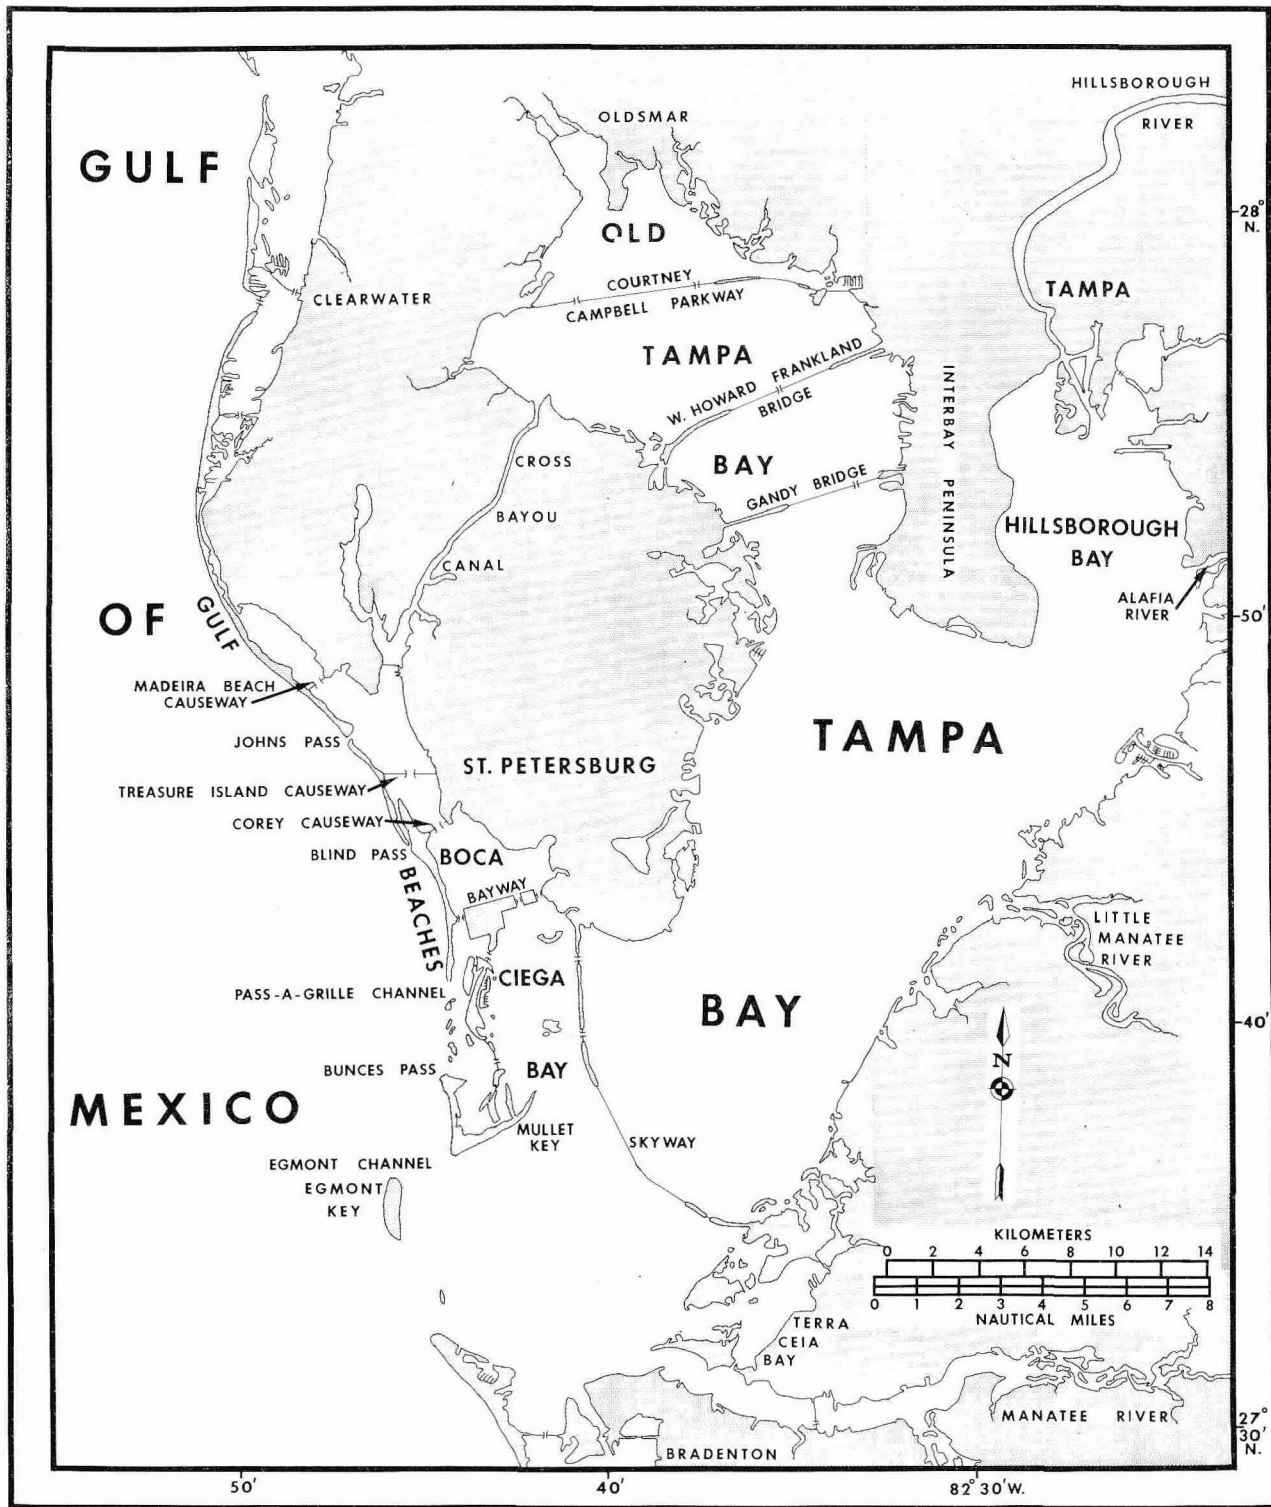 HILLSBOROUGH
RIVER
OLDSMAR
GULF
28°
N.
OLD
COURTNEY
CAMPBELL PARKWAY
CLEARWATER
TAMPA
TAMPA
W. HOWARD FRANKLAND
BRIDGE
INTERBAY PENINSULA
BAY
CROSS
BAYOU
CANAL
GANDY BRIDGE
HILLSBOROUGH
BAY
ALAFIA
RIVER
50'
OF
GULF
BEACHES
MADEIRA BEACH
CAUSEWAY
JOHNS PASS
TAMPA
ST. PETERSBURG
TREASURE ISLAND CAUSEWAY
COREY CAUSEWAY
BLIND PASS
BOCA
BAYWAY
LITTLE
MANATEE
RIVER
CIEGA
PASS-A-GRILLE CHANNEL
BAY
40'
N
BUNCES PASS
BAY
MEXICO
MULLET
KEY
SKYWAY
EGMONT CHANNEL
EGMONT
KEY
KILOMETERS
0 2 4 6 8 10 12 14
0 1 2 3 4 5 6 7 8
NAUTICAL MILES
TERRA
CEIA
BAY
MANATEE RIVER
27°
30'
N.
BRADENTON
50' 40' 82° 30' W.